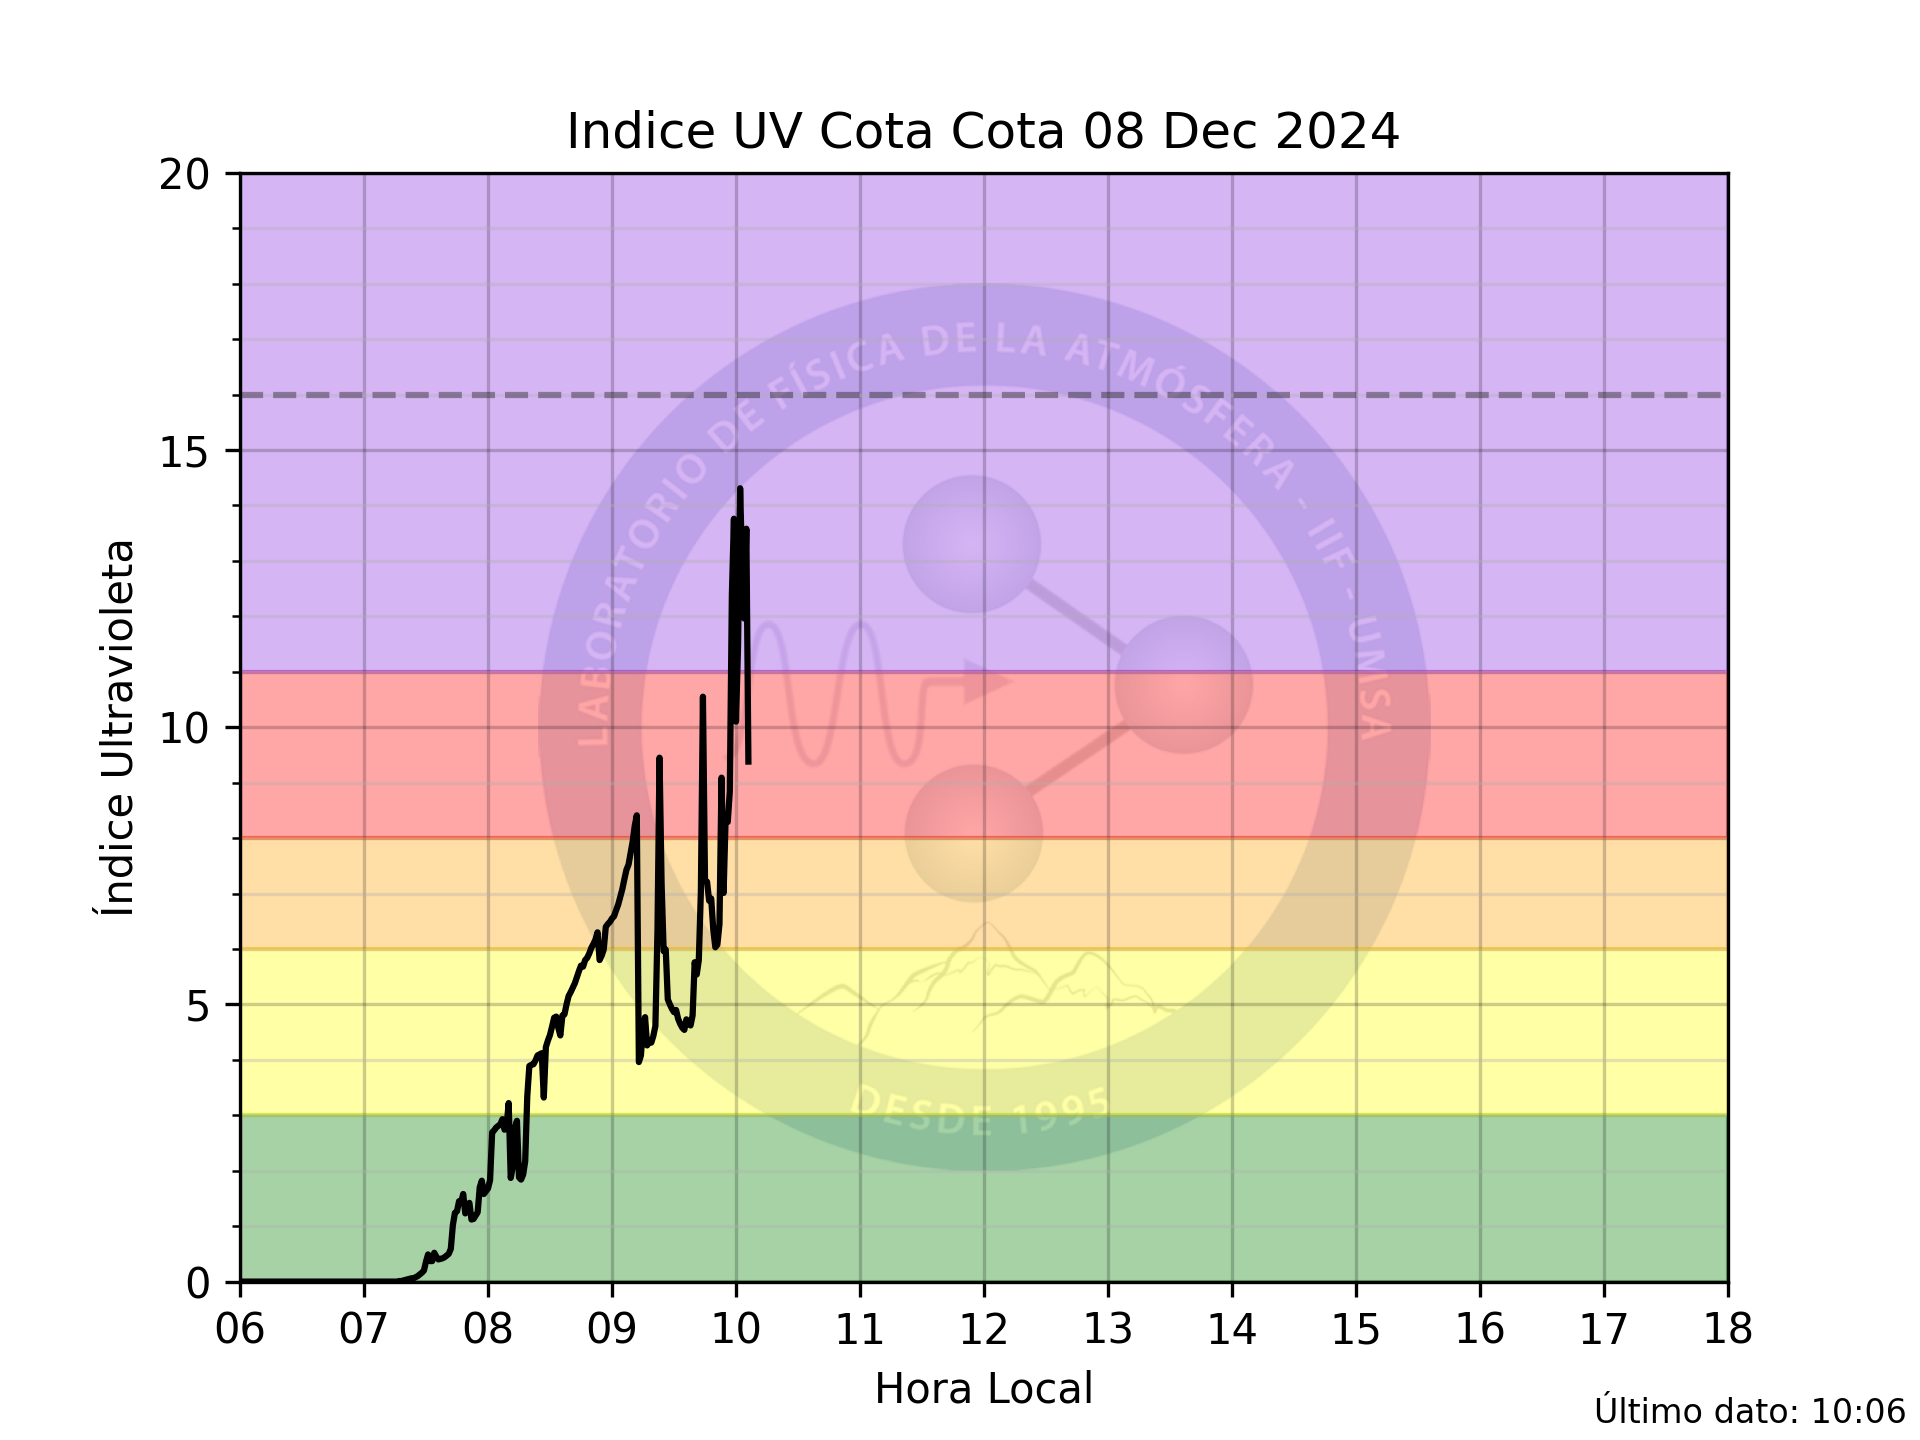 Indice UV Cota Cota 08 Dec 2024
20
15
10
5
0
Índice Ultravioleta
LABORATORIO DE FÍSICA DE LA ATMÓSFERA - IIF - UMSA
DESDE 1995
06 07 08 09 10 11 12 13 14 15 16 17 18
Hora Local
Último dato: 10:06